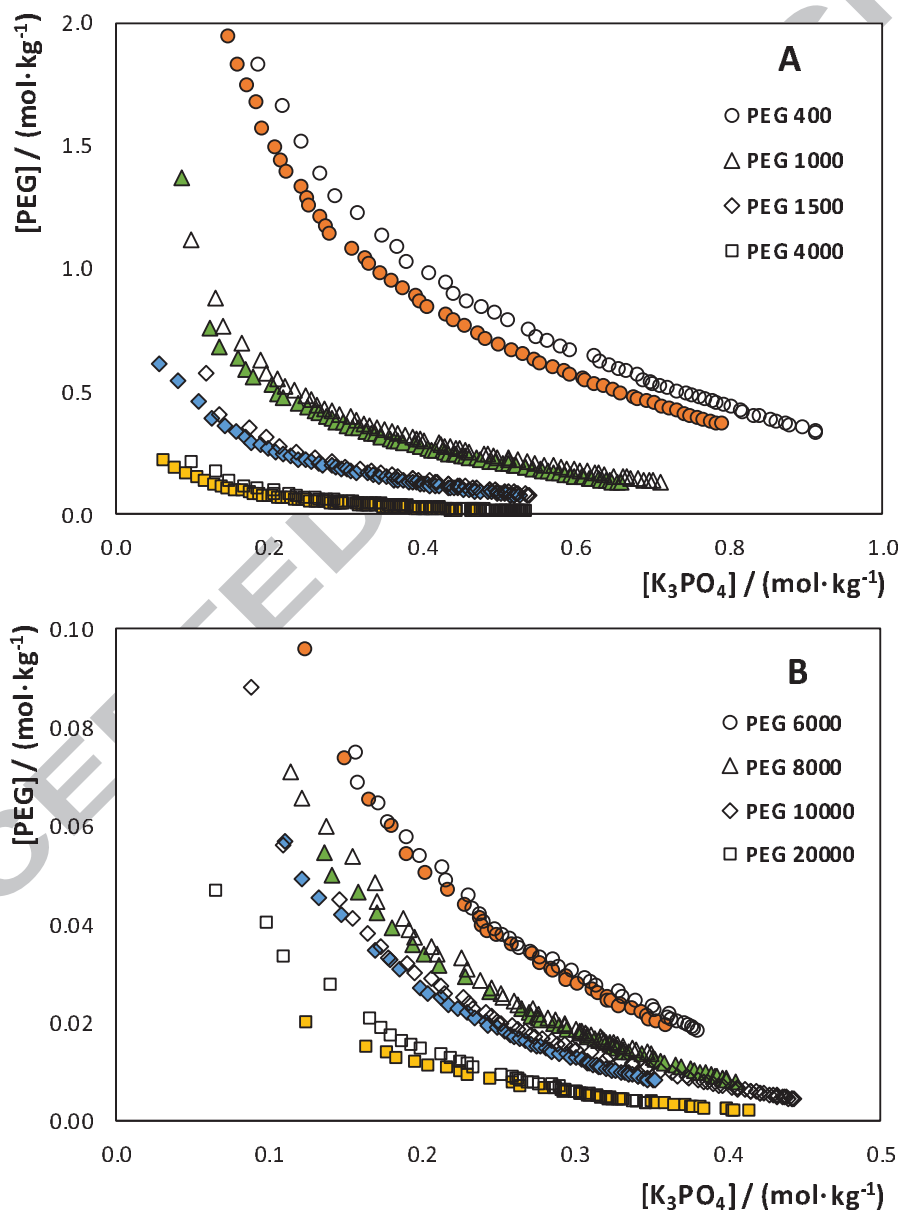 2.0
1.5
1.0
0.5
0.0
[PEG] / (mol·kg⁻¹)
A
PEG 400
PEG 1000
PEG 1500
PEG 4000
0.0 0.2 0.4 0.6 0.8 1.0
[K₃PO₄] / (mol·kg⁻¹)
0.10
0.08
0.06
0.04
0.02
0.00
[PEG] / (mol·kg⁻¹)
B
PEG 6000
PEG 8000
PEG 10000
PEG 20000
0.0 0.1 0.2 0.3 0.4 0.5
[K₃PO₄] / (mol·kg⁻¹)
CEPTED